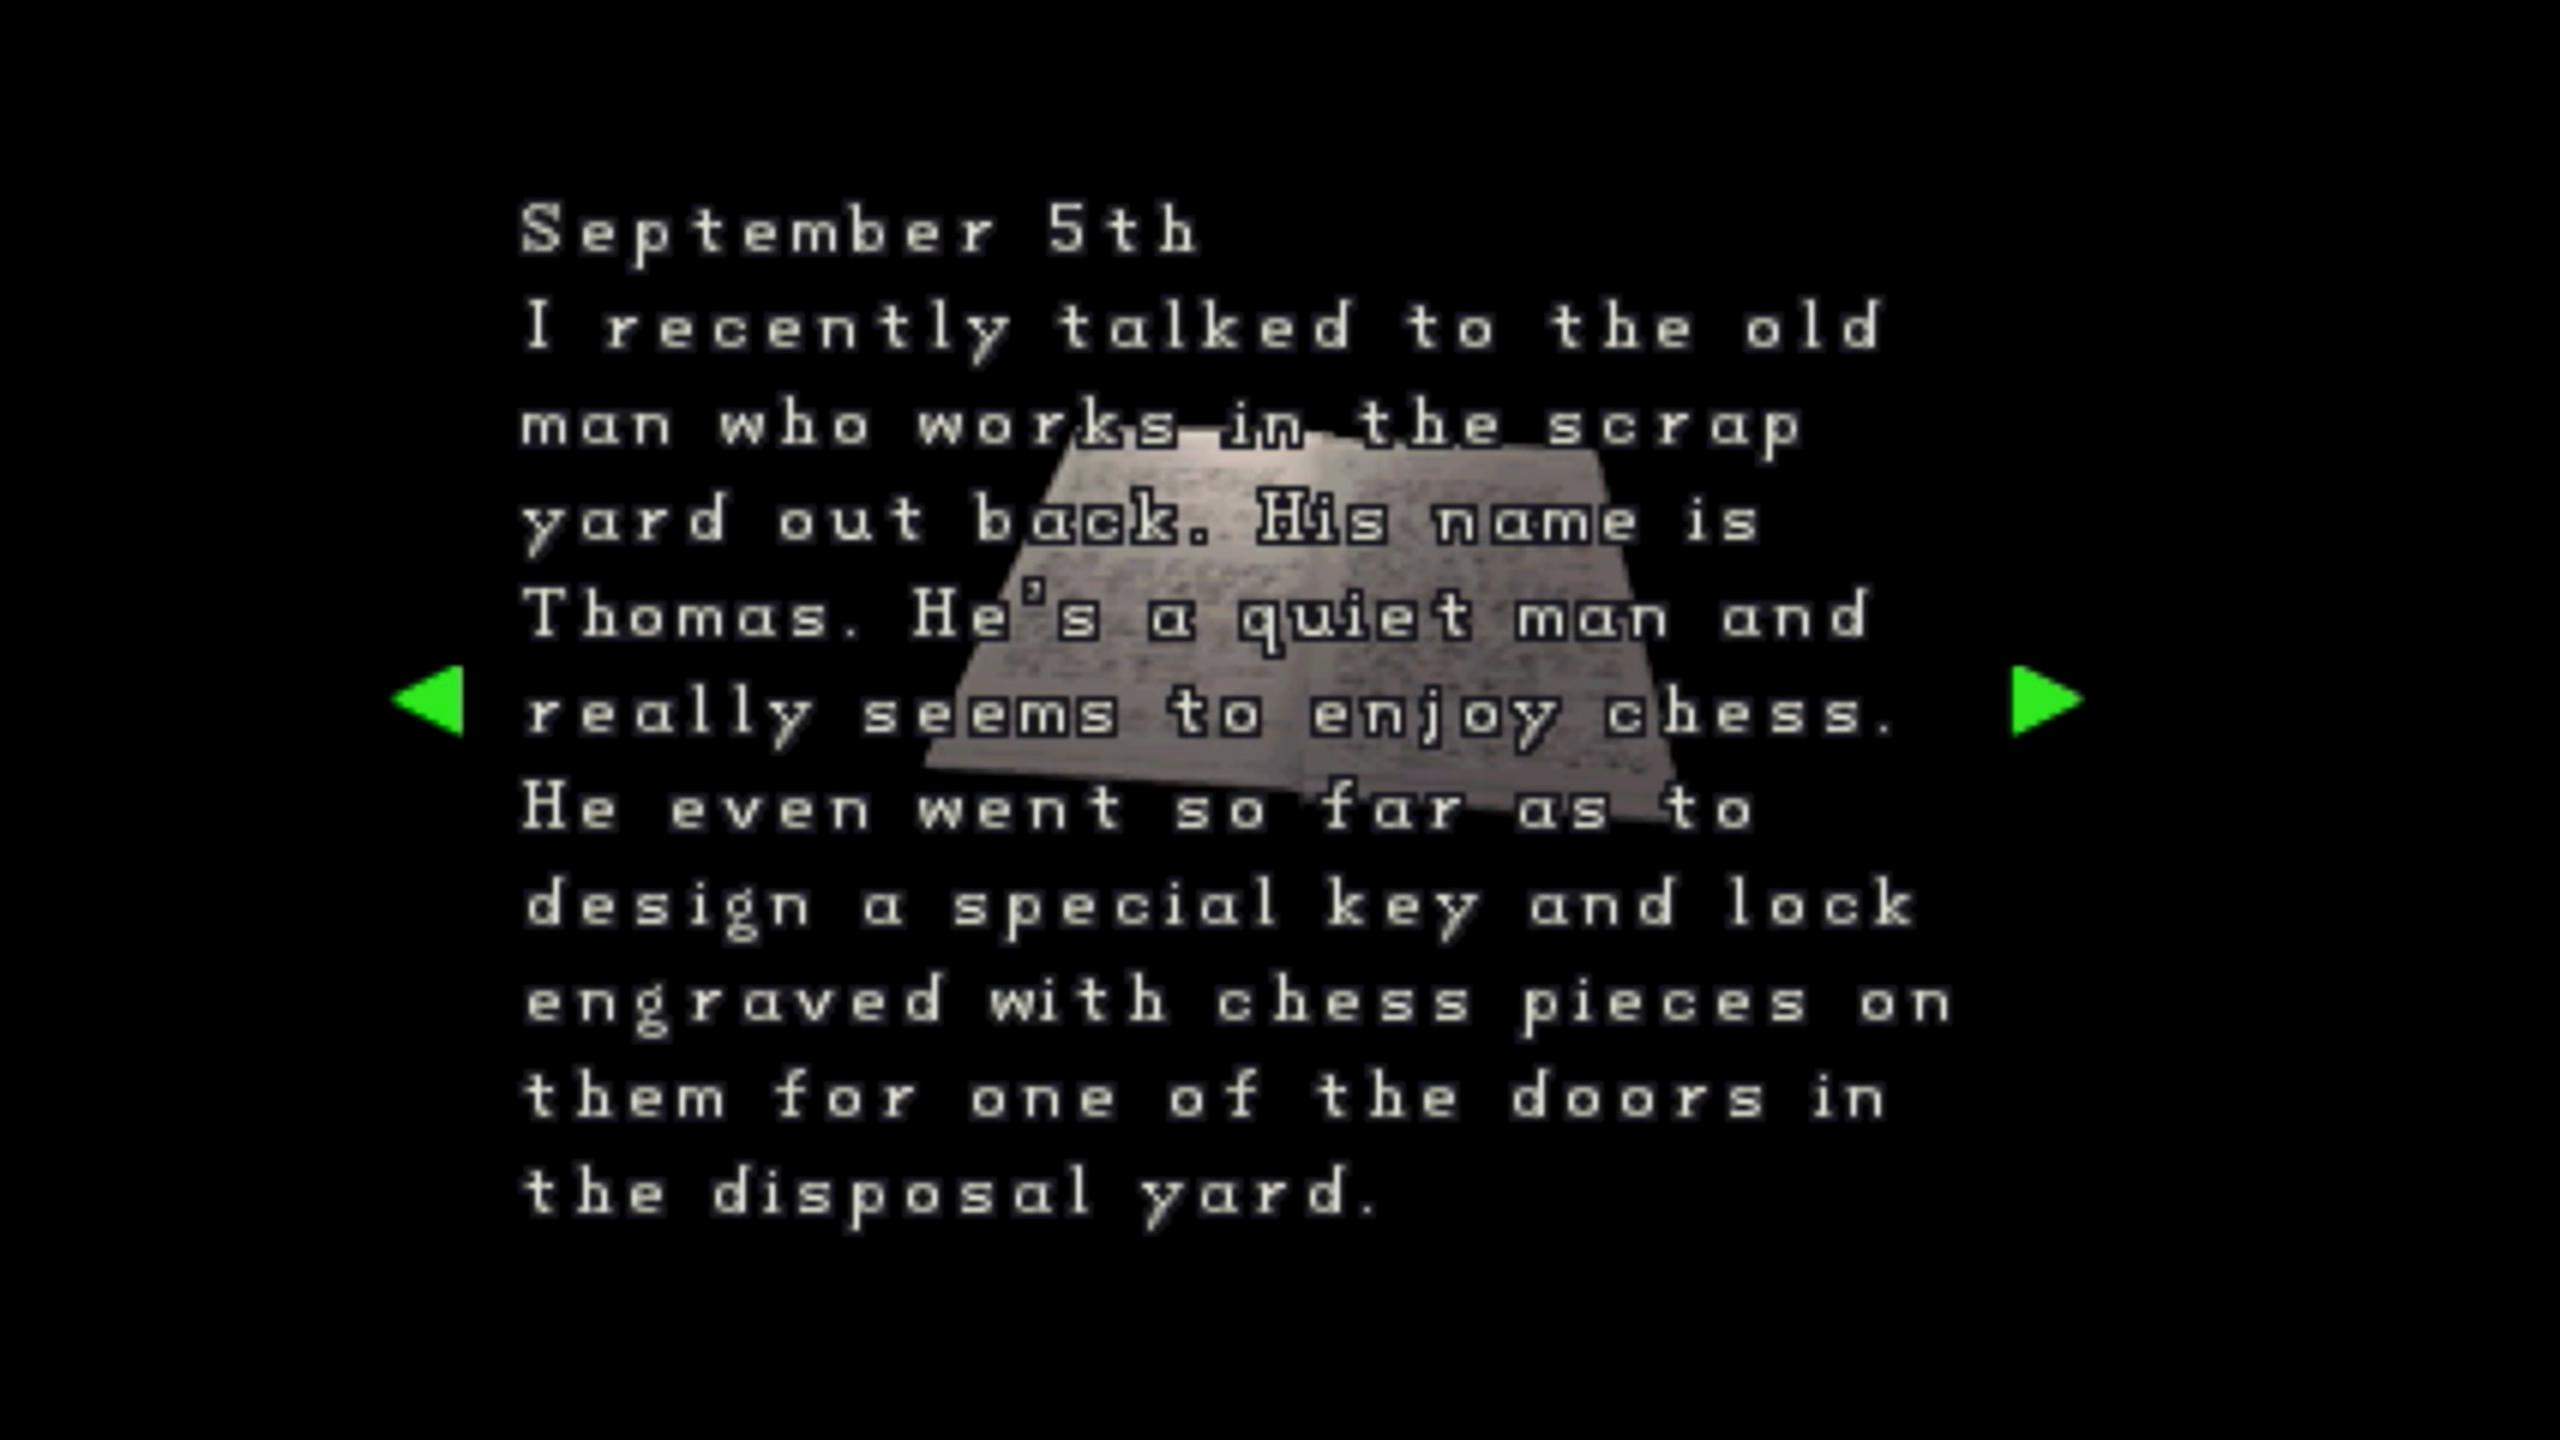 September 5th
I recently talked to the old
man who works in the scrap
yard out back. His name is
Thomas. He's a quiet man and
really seems to enjoy chess.
He even went so far as to
design a special key and lock
engraved with chess pieces on
them for one of the doors in
the disposal yard.